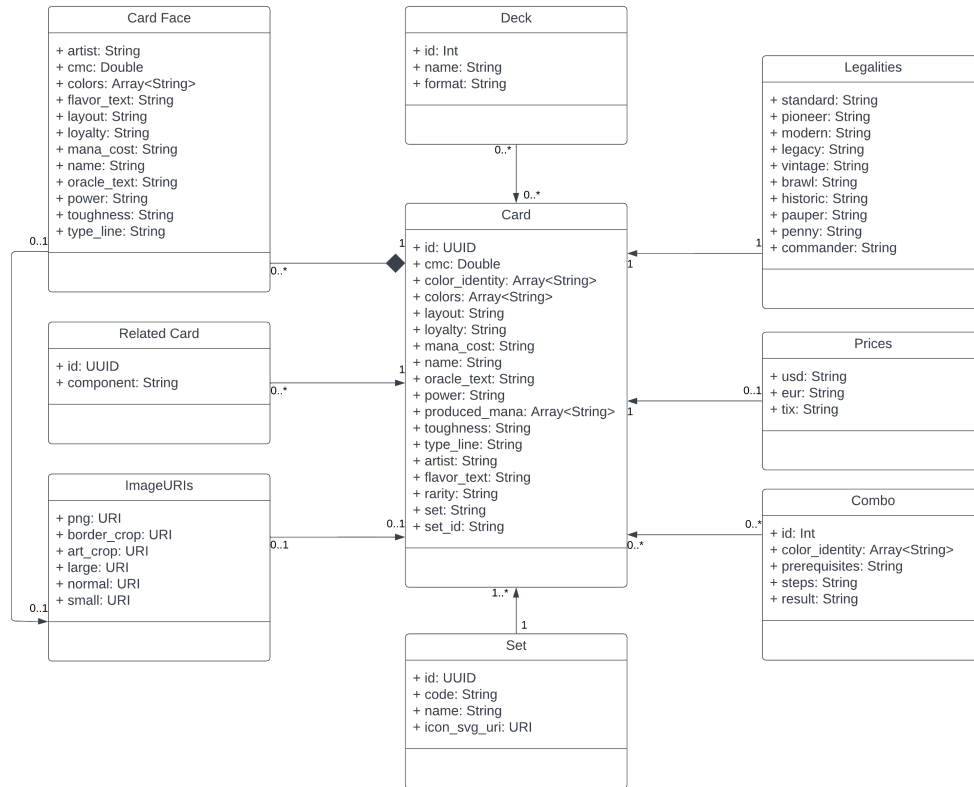 Card Face
+ artist: String
+ cmc: Double
+ colors: Array<String>
+ flavor_text: String
+ layout: String
+ loyalty: String
+ mana_cost: String
+ name: String
+ oracle_text: String
+ power: String
+ toughness: String
+ type_line: String
0..1
0..*
1
Deck
+ id: Int
+ name: String
+ format: String
0..*
0..*
Legalities
+ standard: String
+ pioneer: String
+ modern: String
+ legacy: String
+ vintage: String
+ brawl: String
+ historic: String
+ pauper: String
+ penny: String
+ commander: String
1
1
Card
+ id: UUID
+ cmc: Double
+ color_identity: Array<String>
+ colors: Array<String>
+ layout: String
+ loyalty: String
+ mana_cost: String
+ name: String
+ oracle_text: String
+ power: String
+ produced_mana: Array<String>
+ toughness: String
+ type_line: String
+ artist: String
+ flavor_text: String
+ rarity: String
+ set: String
+ set_id: String
Related Card
+ id: UUID
+ component: String
0..*
1
Prices
+ usd: String
+ eur: String
+ tix: String
0..1
1
ImageURIs
+ png: URI
+ border_crop: URI
+ art_crop: URI
+ large: URI
+ normal: URI
+ small: URI
0..1
0..1
0..1
Combo
+ id: Int
+ color_identity: Array<String>
+ prerequisites: String
+ steps: String
+ result: String
0..*
0..*
1..*
1
Set
+ id: UUID
+ code: String
+ name: String
+ icon_svg_uri: URI